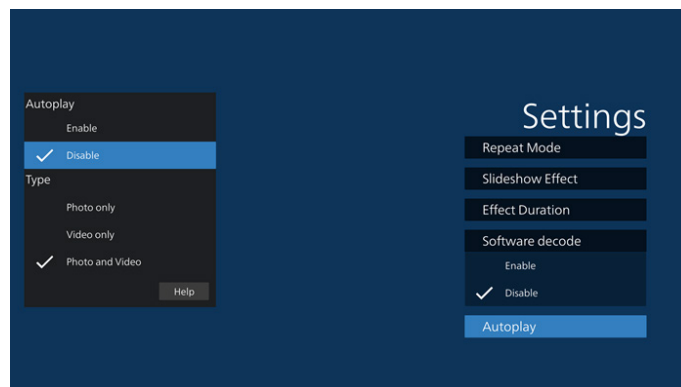 Autoplay
Enable
Disable
Type
Photo only
Video only
Photo and Video
Help
Settings
Repeat Mode
Slideshow Effect
Effect Duration
Software decode
Enable
Disable
Autoplay